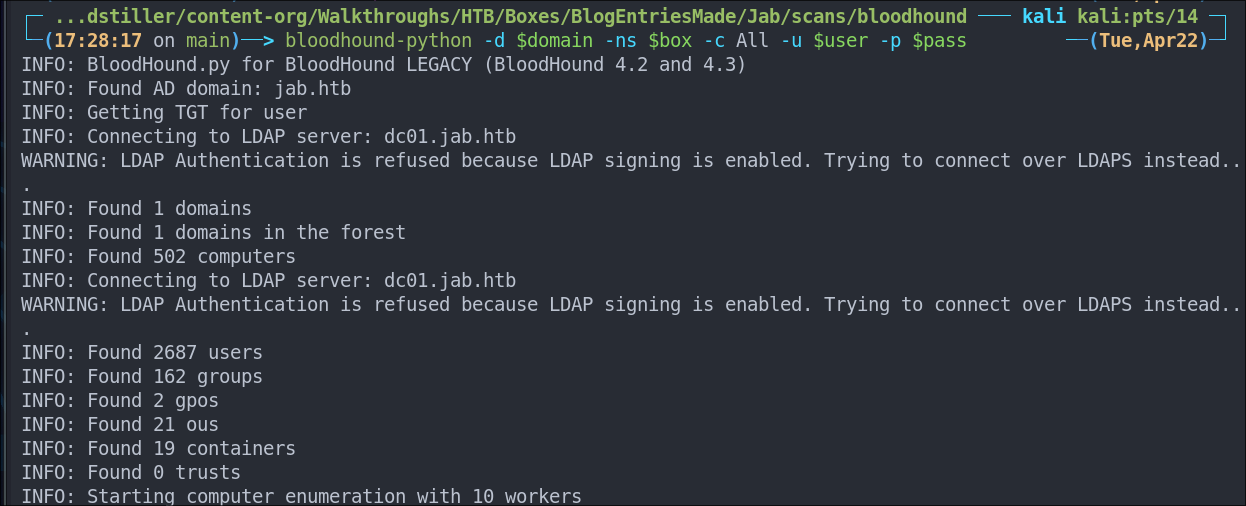 ...dstiller/content-org/Walkthroughs/HTB/Boxes/BlogEntriesMade/Jab/scans/bloodhound kali kali:pts/14
(17:28:17 on main)──> bloodhound-python -d $domain -ns $box -c All -u $user -p $pass ──(Tue,Apr22)
INFO: BloodHound.py for BloodHound LEGACY (BloodHound 4.2 and 4.3)
INFO: Found AD domain: jab.htb
INFO: Getting TGT for user
INFO: Connecting to LDAP server: dc01.jab.htb
WARNING: LDAP Authentication is refused because LDAP signing is enabled. Trying to connect over LDAPS instead..
.
INFO: Found 1 domains
INFO: Found 1 domains in the forest
INFO: Found 502 computers
INFO: Connecting to LDAP server: dc01.jab.htb
WARNING: LDAP Authentication is refused because LDAP signing is enabled. Trying to connect over LDAPS instead..
.
INFO: Found 2687 users
INFO: Found 162 groups
INFO: Found 2 gpos
INFO: Found 21 ous
INFO: Found 19 containers
INFO: Found 0 trusts
INFO: Starting computer enumeration with 10 workers